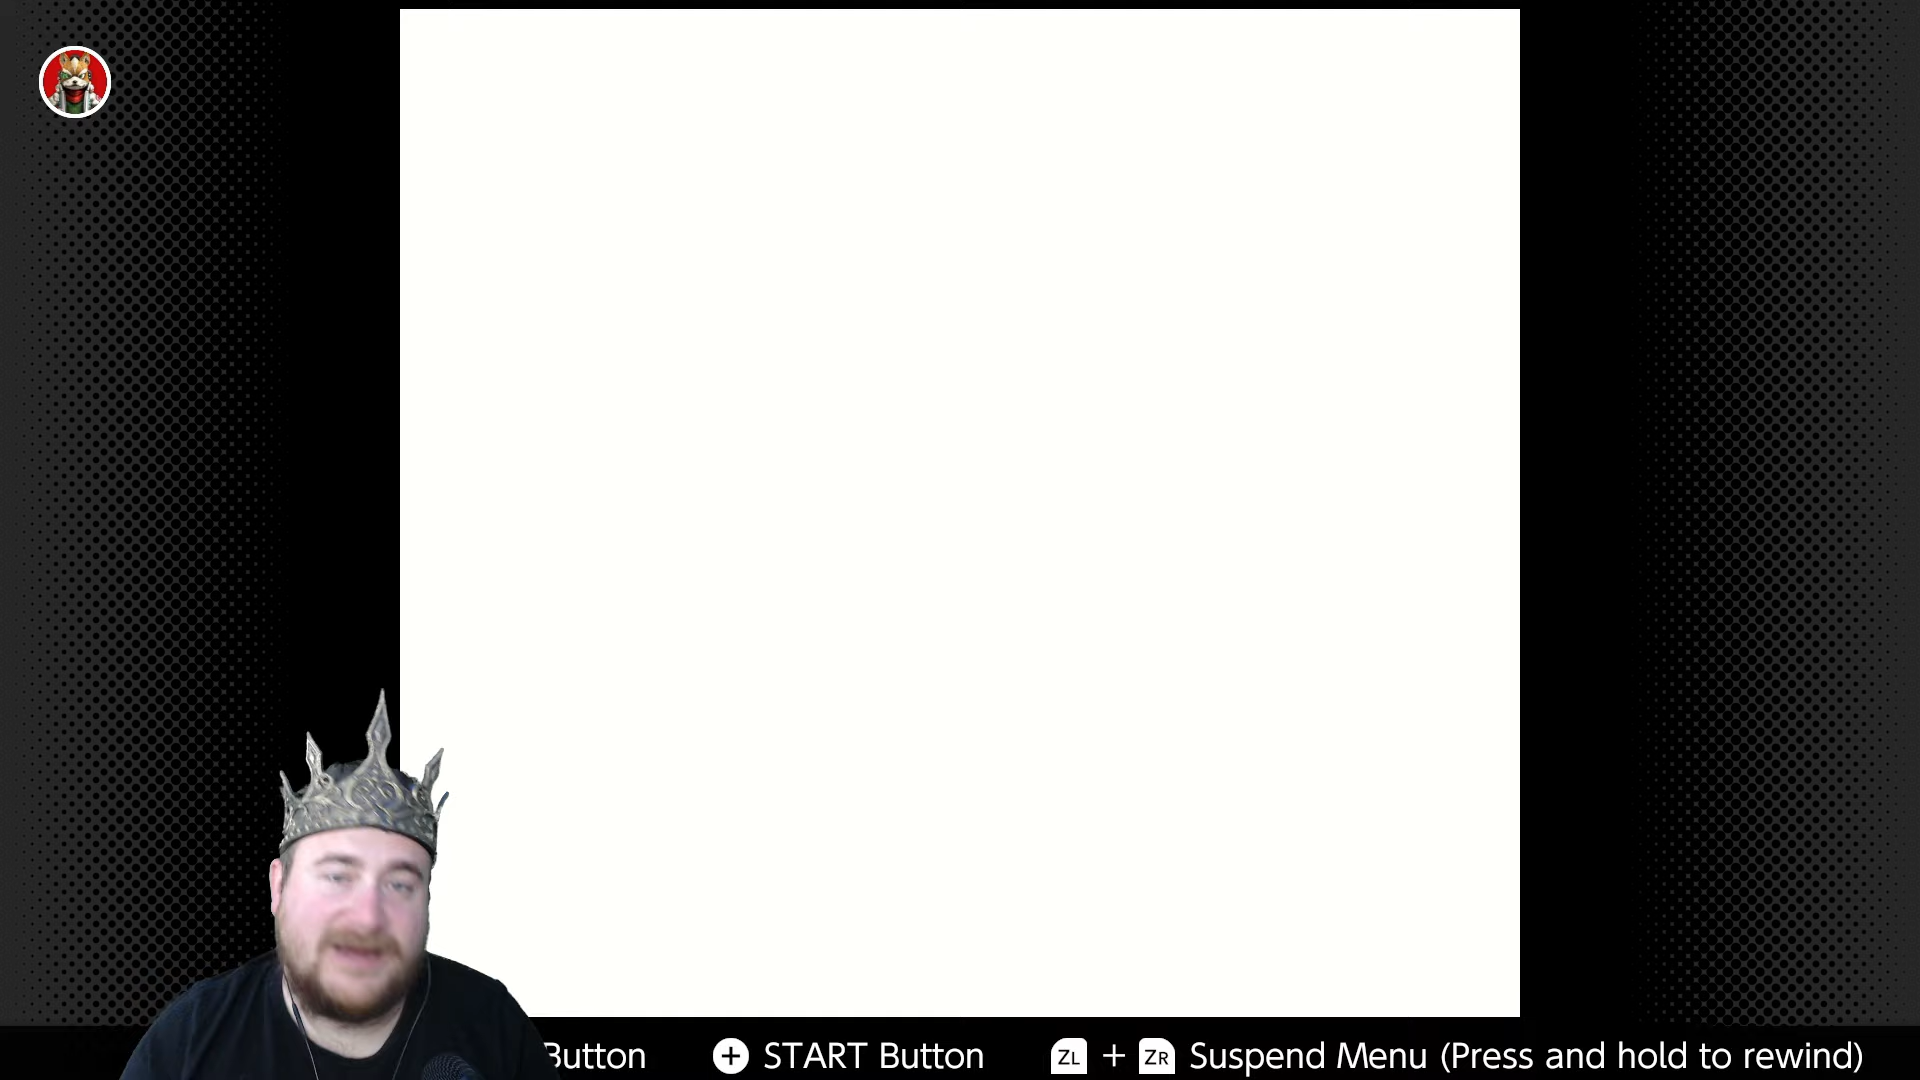 Button + START Button ZL + ZR Suspend Menu (Press and hold to rewind)